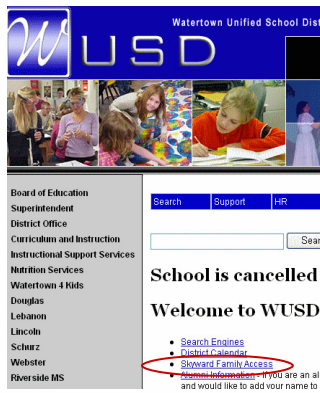 Watertown Unified School Dist
W
WUSD
Board of Education
Superintendent
District Office
Curriculum and Instruction
Instructional Support Services
Nutrition Services
Watertown 4 Kids
Douglas
Lebanon
Lincoln
Schurz
Webster
Riverside MS
Search Support HR
Sear
School is cancelled
Welcome to WUSD
Search Engines
District Calendar
Skyward Family Access
Alumni Information - If you are an al
and would like to add your name to